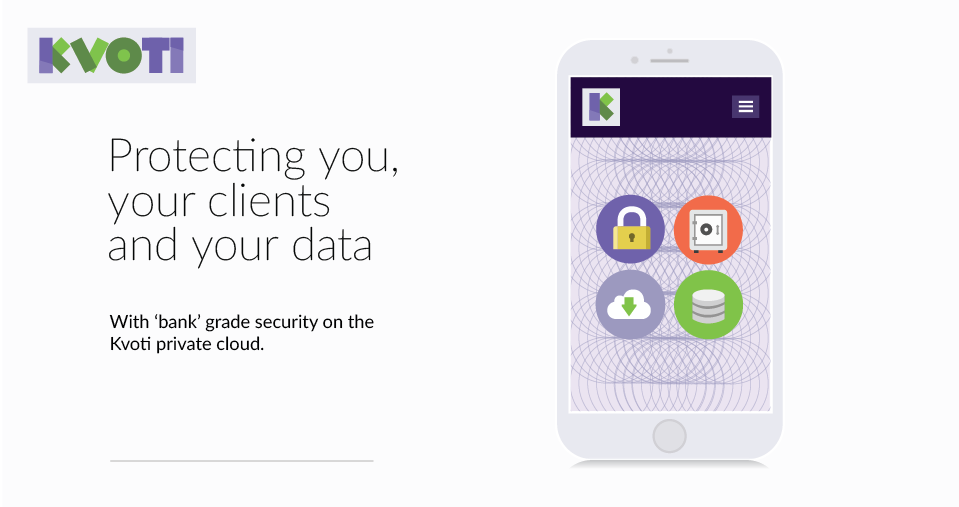 KVOTI
Protecting you,
your clients
and your data
With ‘bank’ grade security on the
Kvoti private cloud.
K